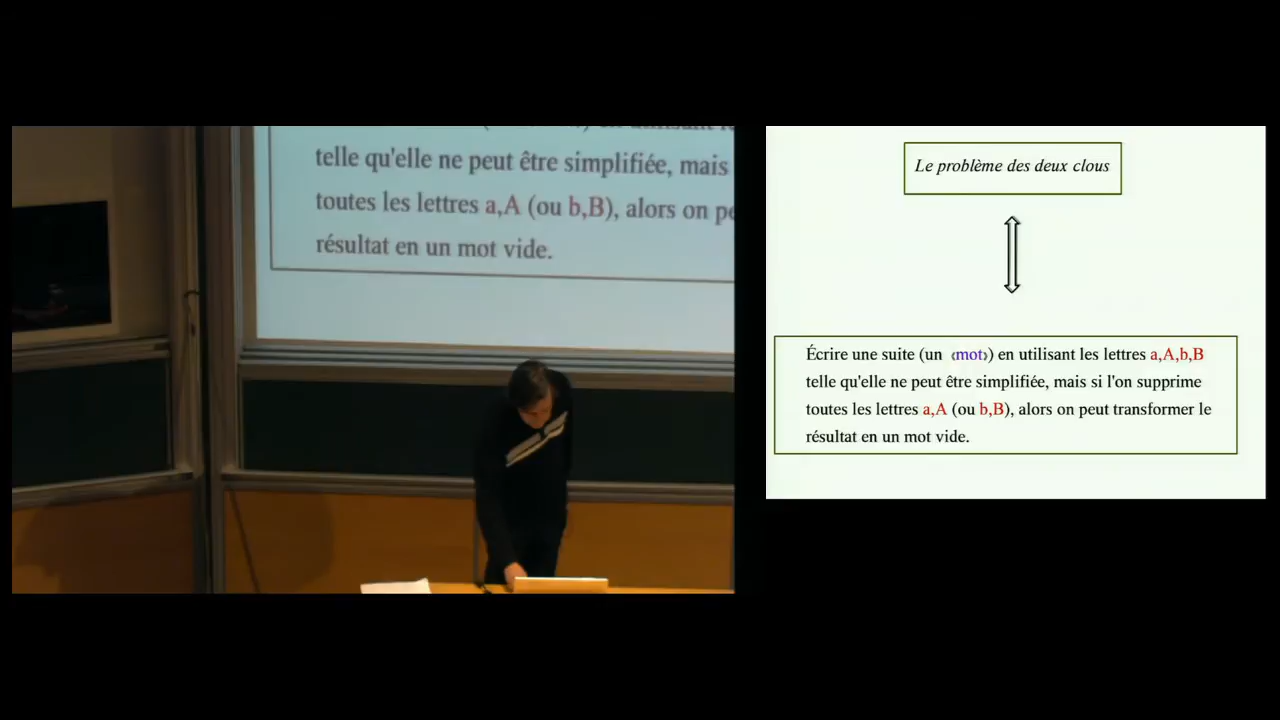 telle qu'elle ne peut être simplifiée, mais
toutes les lettres a,A (ou b,B), alors on pe
résultat en un mot vide.
Le problème des deux clous
Écrire une suite (un ‹mot›) en utilisant les lettres a,A,b,B
telle qu'elle ne peut être simplifiée, mais si l'on supprime
toutes les lettres a,A (ou b,B), alors on peut transformer le
résultat en un mot vide.